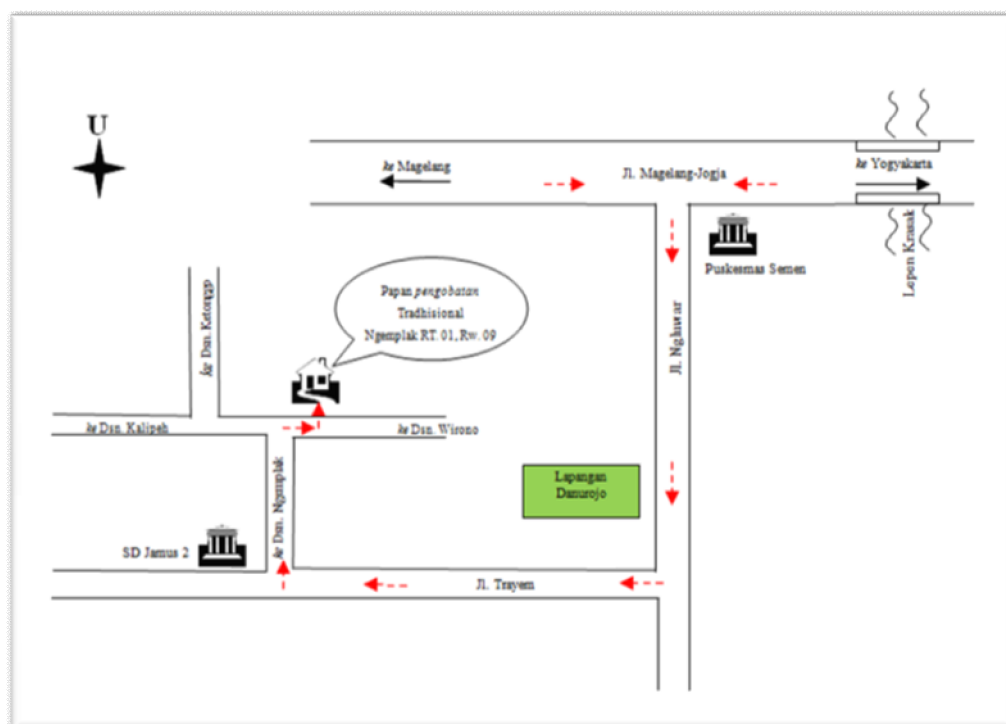 U
ke Magelang
Jl. Magelang-Jogja
ke Yogyakarta
Puskesmas Semen
Lepen Krasak
Papan pengobatan
Tradhisional
Ngemplak RT. 01, Rw. 09
ke Dsn. Ketonggo
Jl. Ngluwar
ke Dsn. Kalipeh
ke Dsn. Wirono
Lapangan
Danurojo
ke Dsn. Ngemplak
SD Jamus 2
Jl. Trayem